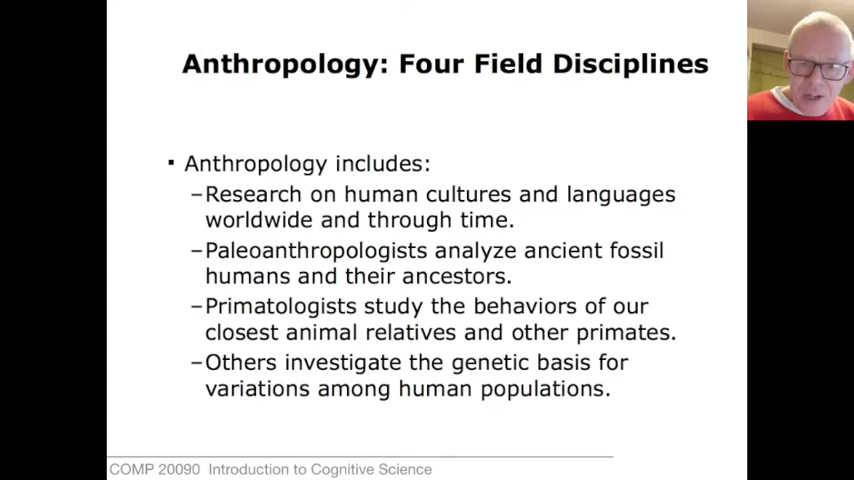 Anthropology: Four Field Disciplines
▪ Anthropology includes:
–Research on human cultures and languages
worldwide and through time.
–Paleoanthropologists analyze ancient fossil
humans and their ancestors.
–Primatologists study the behaviors of our
closest animal relatives and other primates.
–Others investigate the genetic basis for
variations among human populations.
COMP 20090 Introduction to Cognitive Science